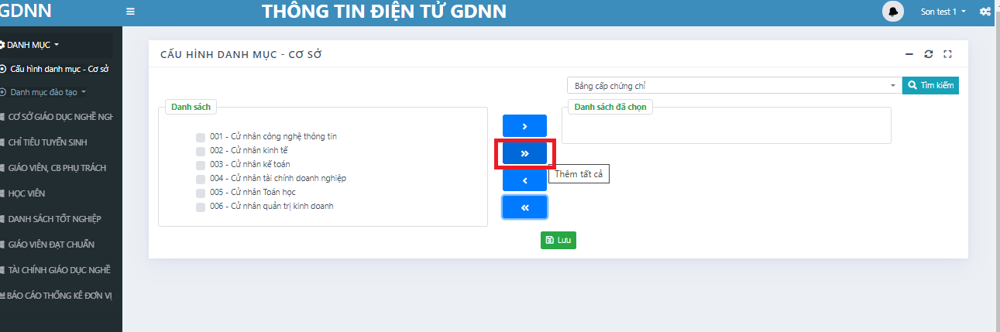 GDNN
THÔNG TIN ĐIỆN TỬ GDNN
Son test 1
DANH MỤC
Cấu hình danh mục - Cơ sở
Danh mục đào tạo
CƠ SỞ GIÁO DỤC NGHỀ NGH
CHỈ TIÊU TUYỂN SINH
GIÁO VIÊN, CB PHỤ TRÁCH
HỌC VIÊN
DANH SÁCH TỐT NGHIỆP
GIÁO VIÊN ĐẠT CHUẨN
TÀI CHÍNH GIÁO DỤC NGHỀ
BÁO CÁO THỐNG KÊ ĐƠN VỊ
CẤU HÌNH DANH MỤC - CƠ SỞ
Bằng cấp chứng chỉ
Tìm kiếm
Danh sách
001 - Cử nhân công nghệ thông tin
002 - Cử nhân kinh tế
003 - Cử nhân kế toán
004 - Cử nhân tài chính doanh nghiệp
005 - Cử nhân Toán học
006 - Cử nhân quản trị kinh doanh
Thêm tất cả
Danh sách đã chọn
Lưu